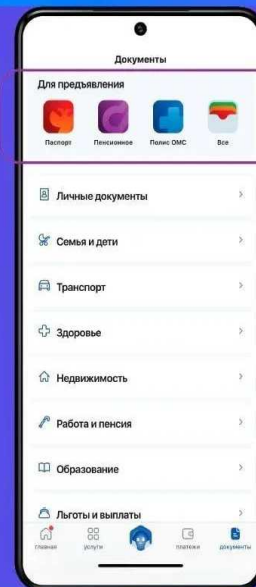 Документы
Для предъявления
Паспорт Пенсионное Полис ОМС Все
Личные документы
Семья и дети
Транспорт
Здоровье
Недвижимость
Работа и пенсия
Образование
Льготы и выплаты
главная услуги платежи документы